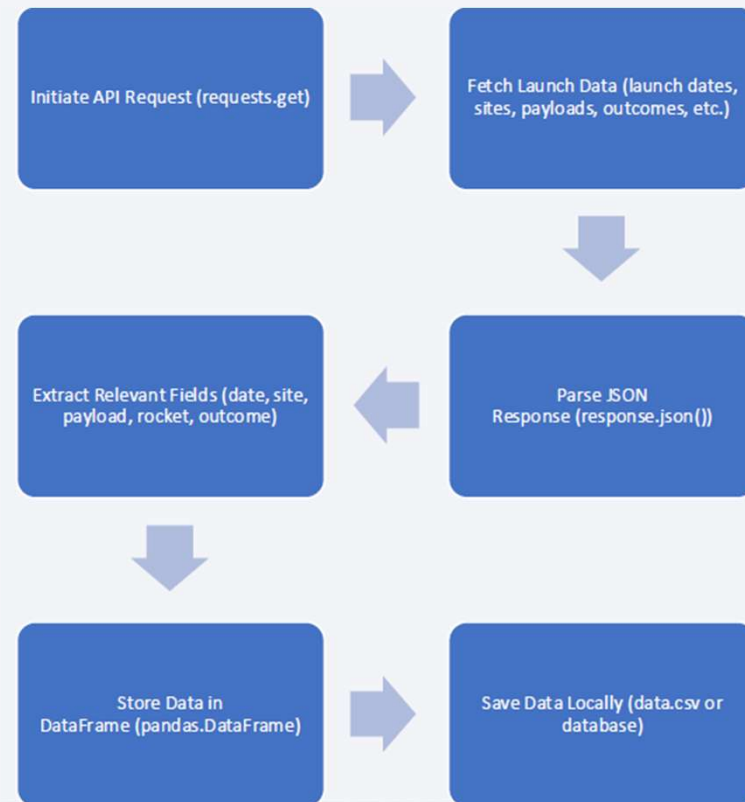 Initiate API Request (requests.get)
Fetch Launch Data (launch dates,
sites, payloads, outcomes, etc.)
Parse JSON
Response (response.json())
Extract Relevant Fields (date, site,
payload, rocket, outcome)
Store Data in
DataFrame (pandas.DataFrame)
Save Data Locally (data.csv or
database)